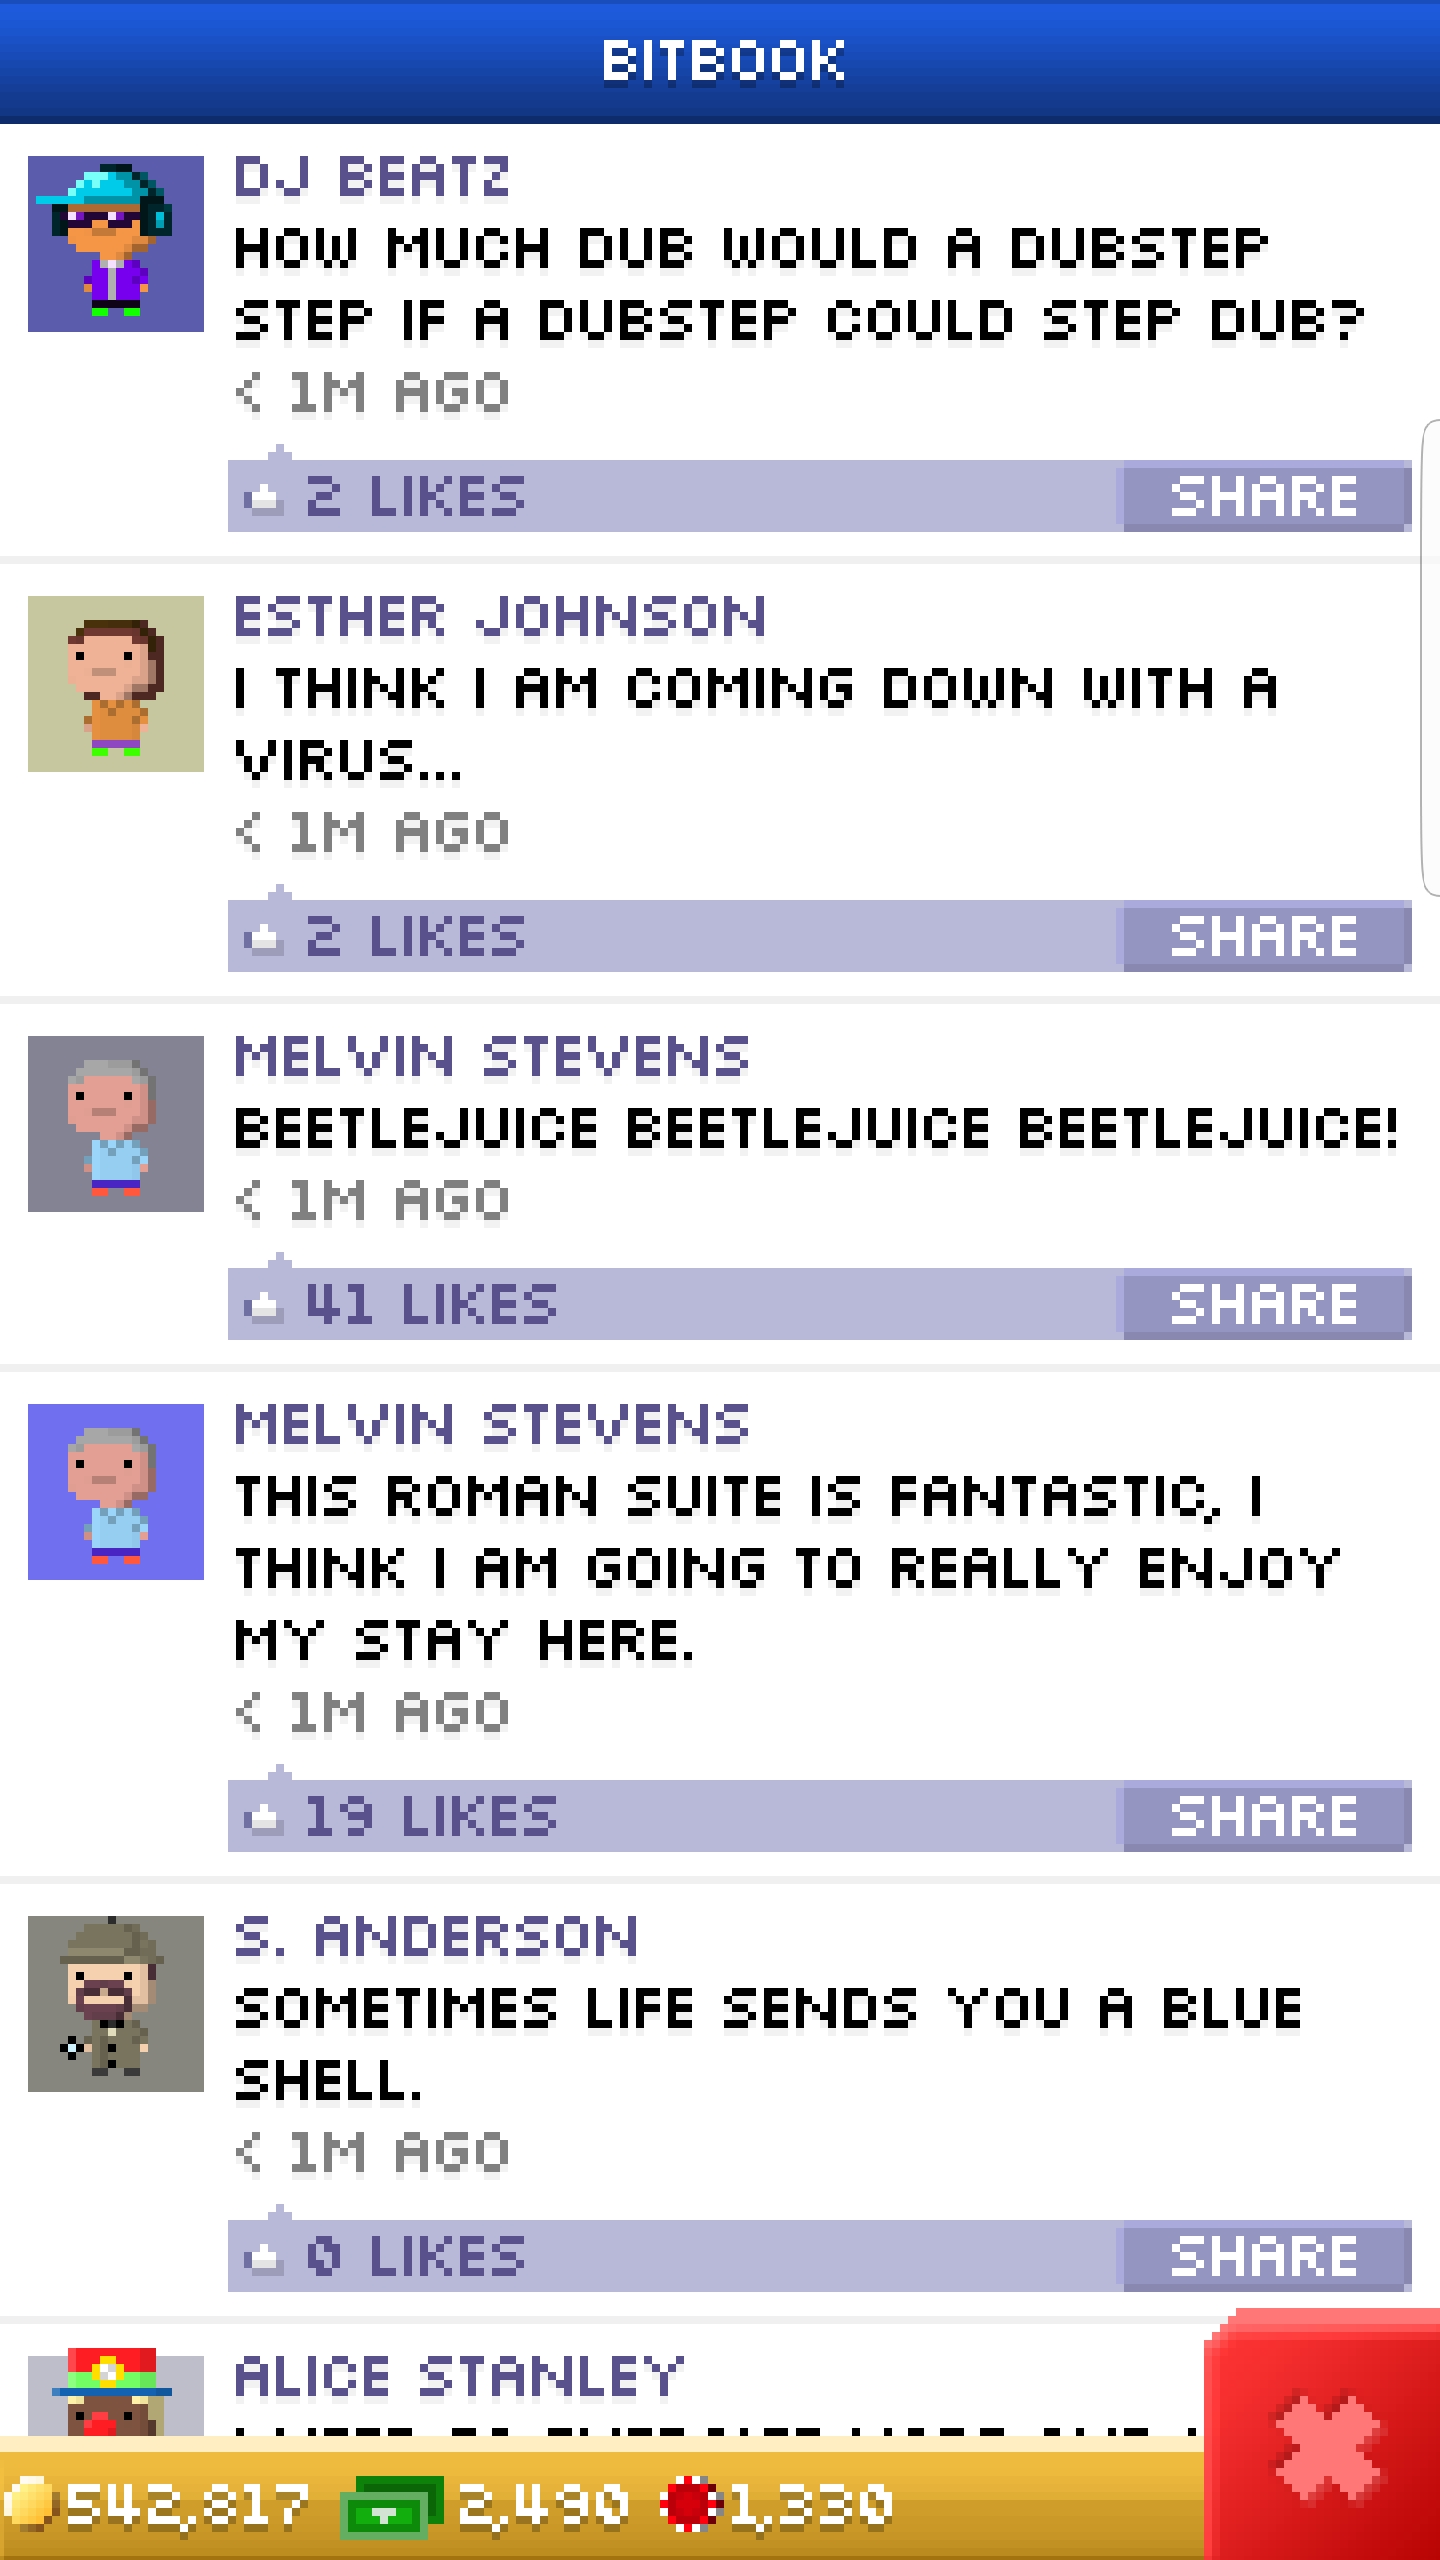 BITBOOK
DJ BEATZ
HOW MUCH DUB WOULD A DUBSTEP
STEP IF A DUBSTEP COULD STEP DUB?
< 1M AGO
2 LIKES SHARE
ESTHER JOHNSON
I THINK I AM COMING DOWN WITH A
VIRUS...
< 1M AGO
2 LIKES SHARE
MELVIN STEVENS
BEETLEJUICE BEETLEJUICE BEETLEJUICE!
< 1M AGO
41 LIKES SHARE
MELVIN STEVENS
THIS ROMAN SUITE IS FANTASTIC, I
THINK I AM GOING TO REALLY ENJOY
MY STAY HERE.
< 1M AGO
19 LIKES SHARE
S. ANDERSON
SOMETIMES LIFE SENDS YOU A BLUE
SHELL.
< 1M AGO
0 LIKES SHARE
ALICE STANLEY
542,817 2,490 1,330